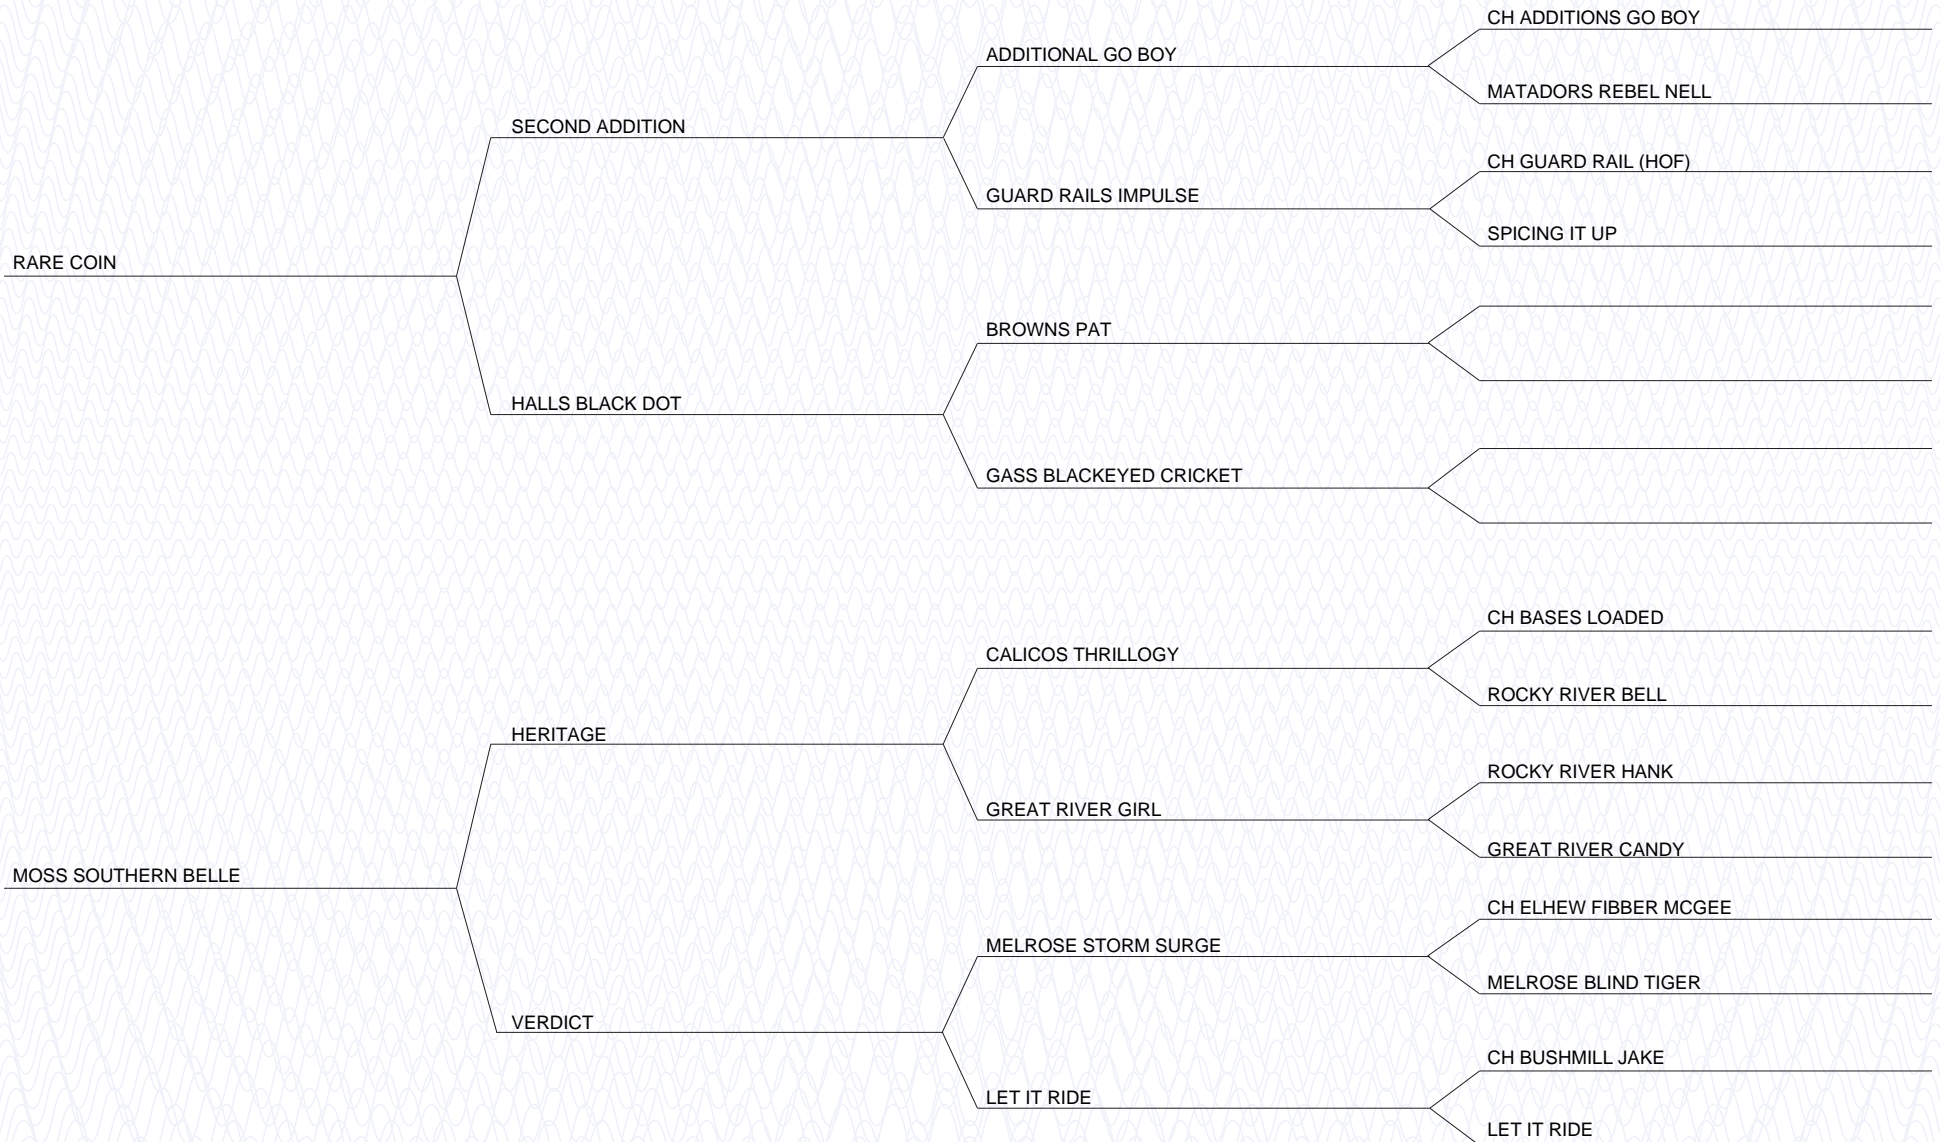 CH ADDITIONS GO BOY
ADDITIONAL GO BOY
MATADORS REBEL NELL
SECOND ADDITION
CH GUARD RAIL (HOF)
GUARD RAILS IMPULSE
SPICING IT UP
RARE COIN
BROWNS PAT
HALLS BLACK DOT
GASS BLACKEYED CRICKET
CH BASES LOADED
CALICOS THRILLOGY
ROCKY RIVER BELL
HERITAGE
ROCKY RIVER HANK
GREAT RIVER GIRL
GREAT RIVER CANDY
MOSS SOUTHERN BELLE
CH ELHEW FIBBER MCGEE
MELROSE STORM SURGE
MELROSE BLIND TIGER
VERDICT
CH BUSHMILL JAKE
LET IT RIDE
LET IT RIDE